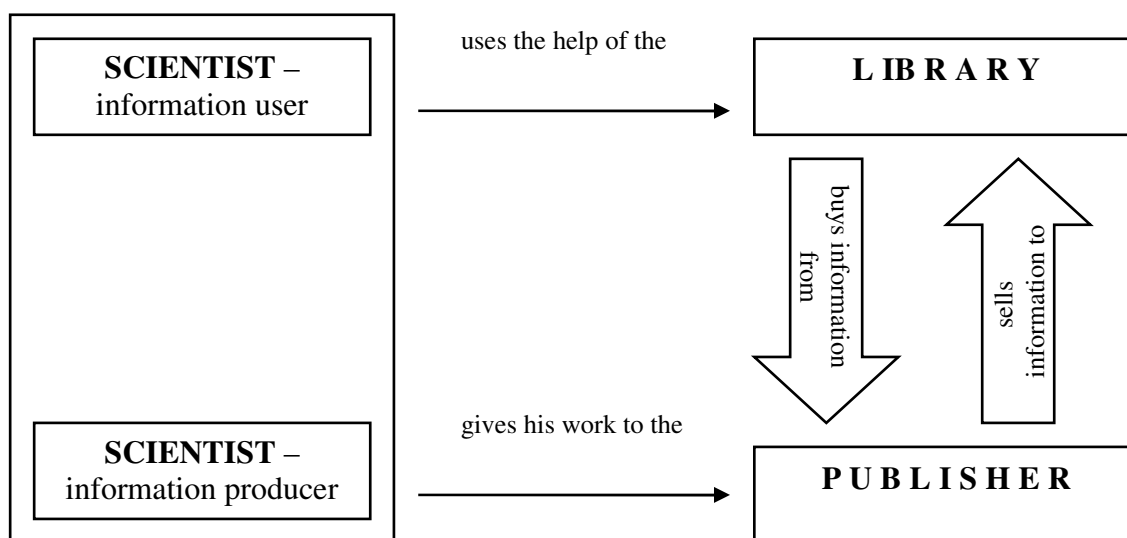 uses the help of the
SCIENTIST –
information user
L IB R A R Y
buys information
from
sells
information to
gives his work to the
SCIENTIST –
information producer
P U B L I S H E R